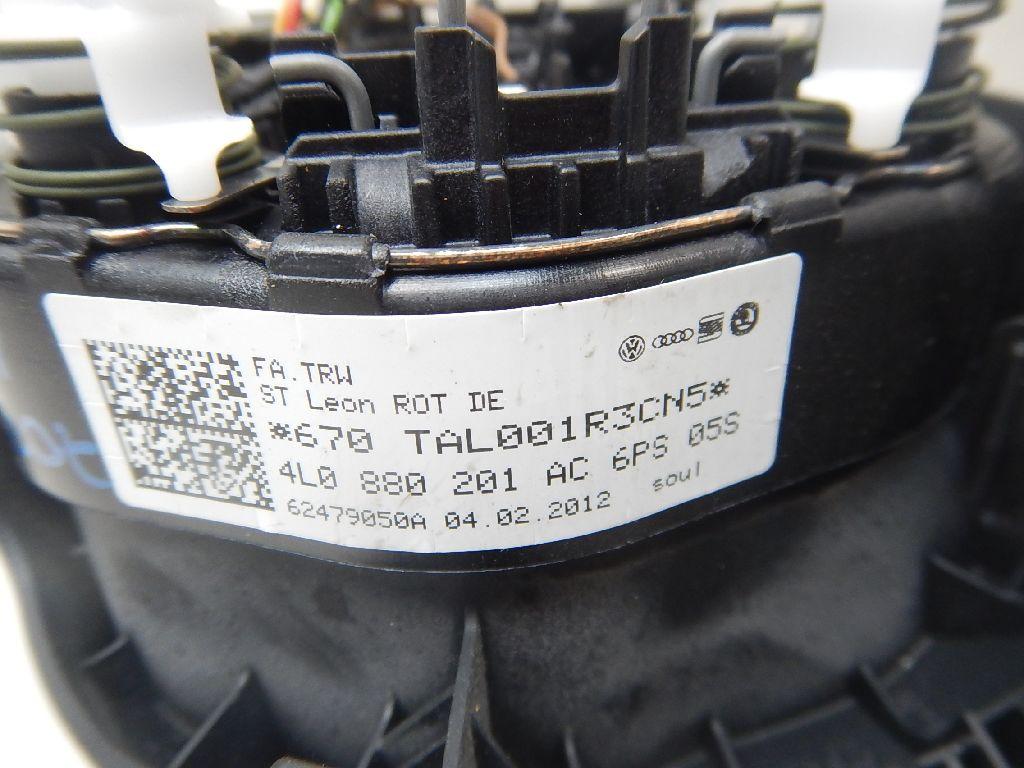 FA.TRW
ST Leon ROT DE
*670 TAL001R3CN5*
4L0 880 201 AC 6PS 05S
62479050A 04.02.2012 soul